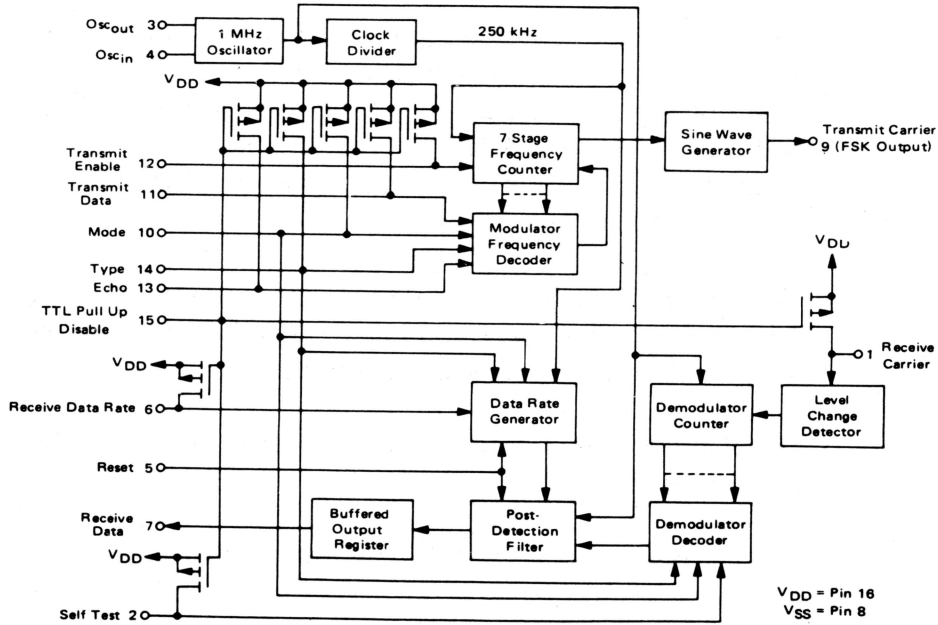 Oscout 3
Oscin 4
1 MHz
Oscillator
Clock
Divider
250 kHz
VDD
7 Stage
Frequency
Counter
Sine Wave
Generator
Transmit Carrier
9 (FSK Output)
Transmit
Enable 12
Transmit
Data 11
Mode 10
Modulator
Frequency
Decoder
Type 14
Echo 13
TTL Pull Up
Disable 15
VDD
1 Receive
Carrier
VDD
Receive Data Rate 6
Data Rate
Generator
Demodulator
Counter
Level
Change
Detector
Reset 5
Receive
Data 7
Buffered
Output
Register
Post-
Detection
Filter
Demodulator
Decoder
VDD
Self Test 2
VDD = Pin 16
VSS = Pin 8